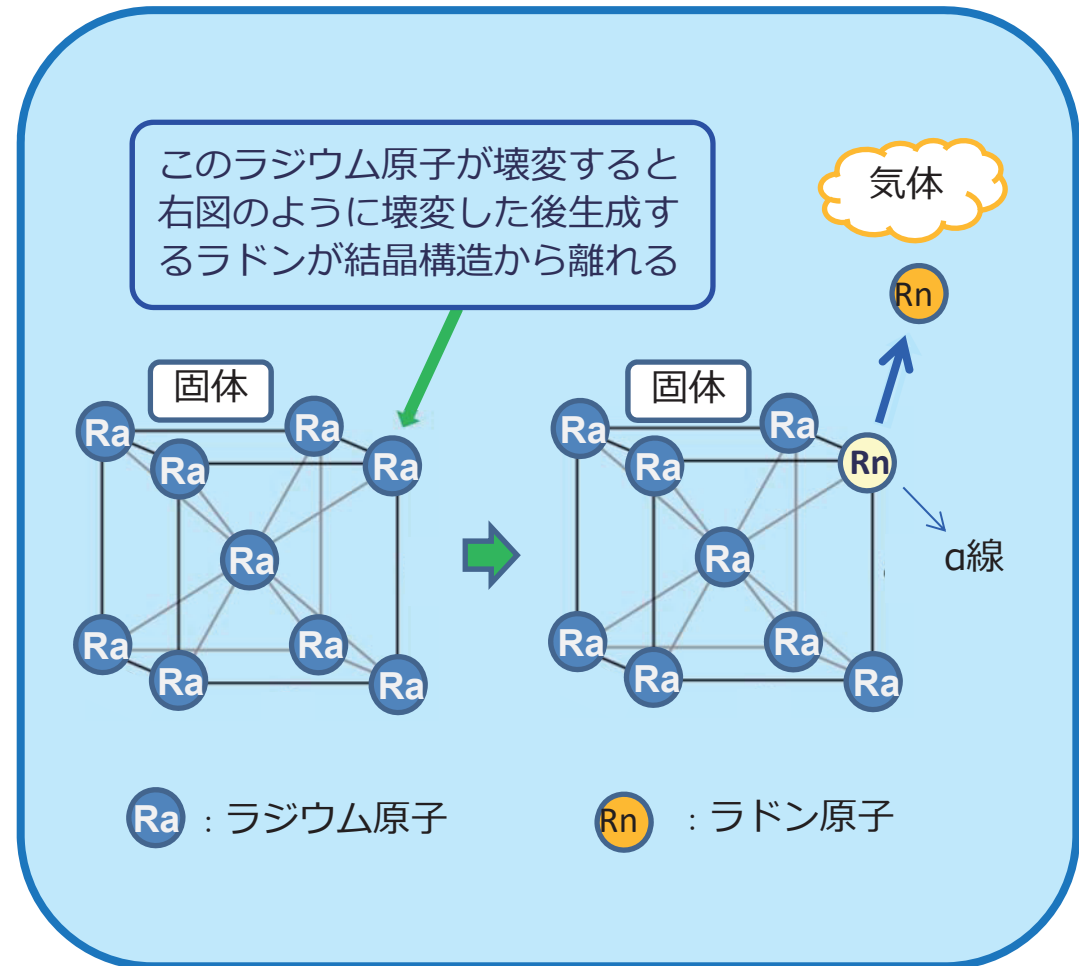 このラジウム原子が壊変すると
右図のように壊変した後生成す
るラドンが結晶構造から離れる
気体
Rn
固体
Ra
Ra
Ra
Ra
Ra
Ra
Ra
Ra
Ra
固体
Ra
Ra
Ra
Rn
Ra
α線
Ra
Ra
Ra
Ra
Ra
:ラジウム原子
Rn
:ラドン原子